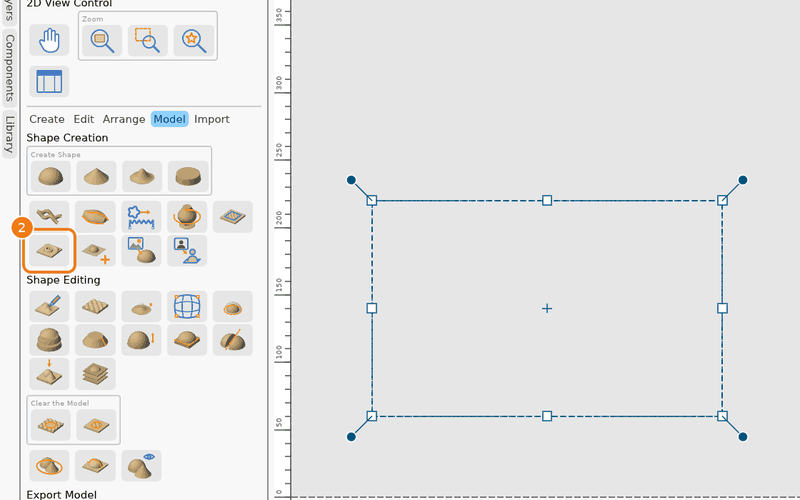 2D View Control
Zoom
yers
Components
Library
Create Edit Arrange Model Import
Shape Creation
Create Shape
2
Shape Editing
Clear the Model
Export Model
350
300
250
200
150
100
50
0